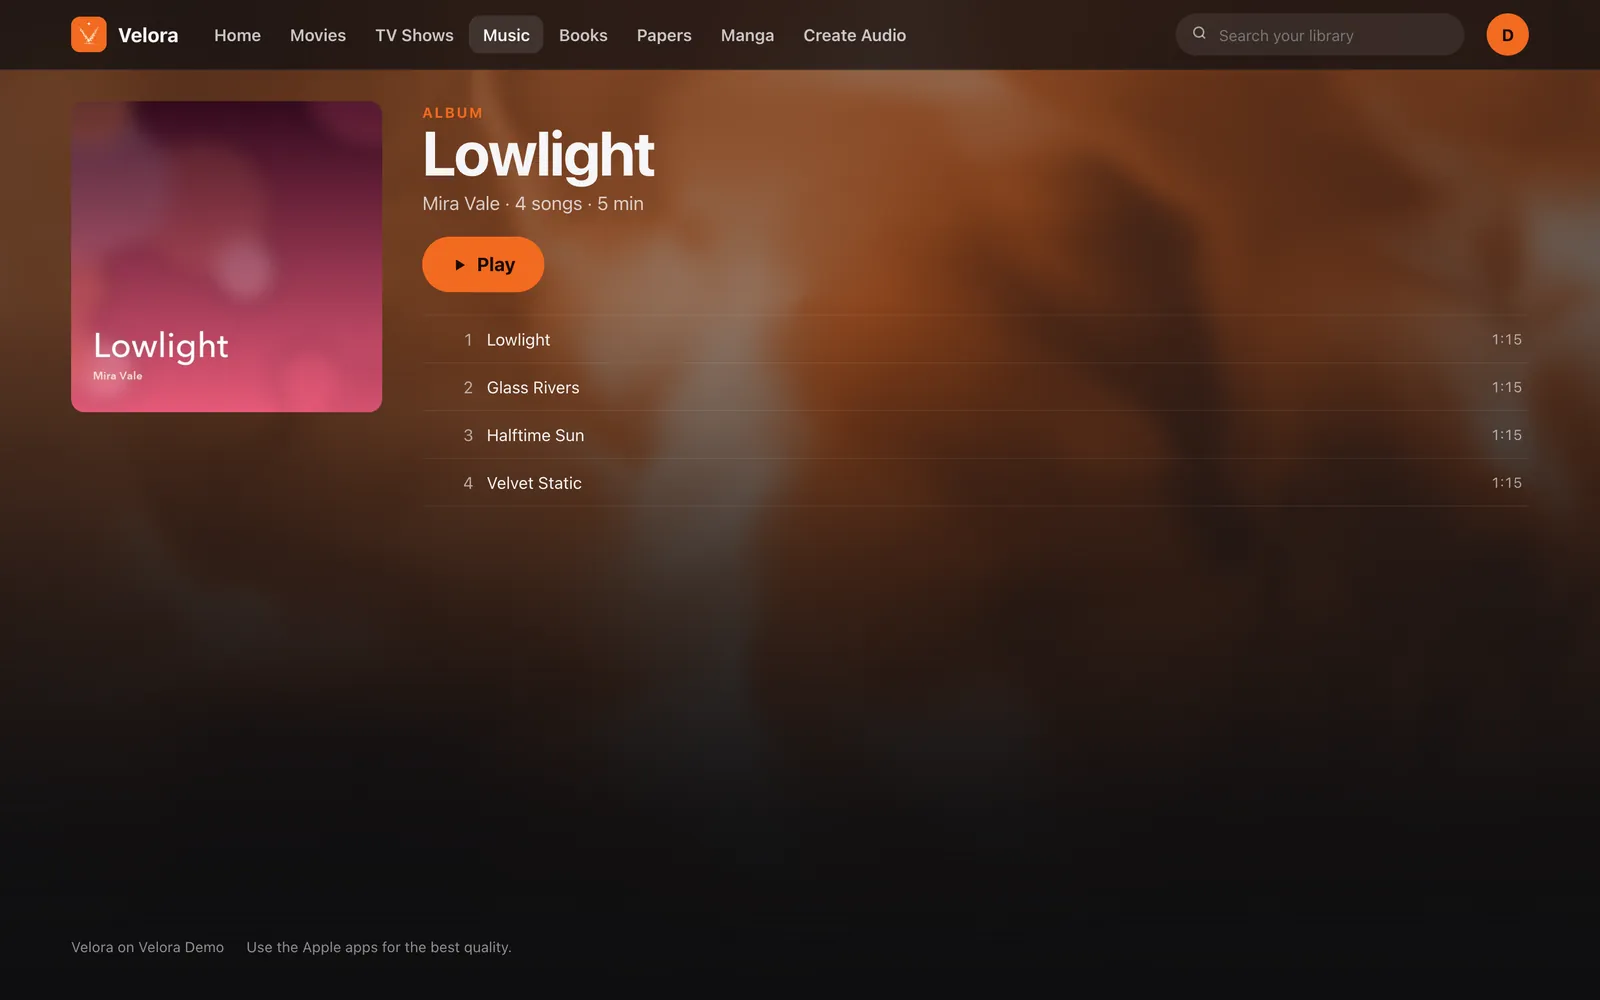 Velora Home Movies TV Shows Music Books Papers Manga Create Audio Search your library D
Lowlight
Mira Vale
ALBUM
Lowlight
Mira Vale · 4 songs · 5 min
Play
1 Lowlight 1:15
2 Glass Rivers 1:15
3 Halftime Sun 1:15
4 Velvet Static 1:15
Velora on Velora Demo Use the Apple apps for the best quality.